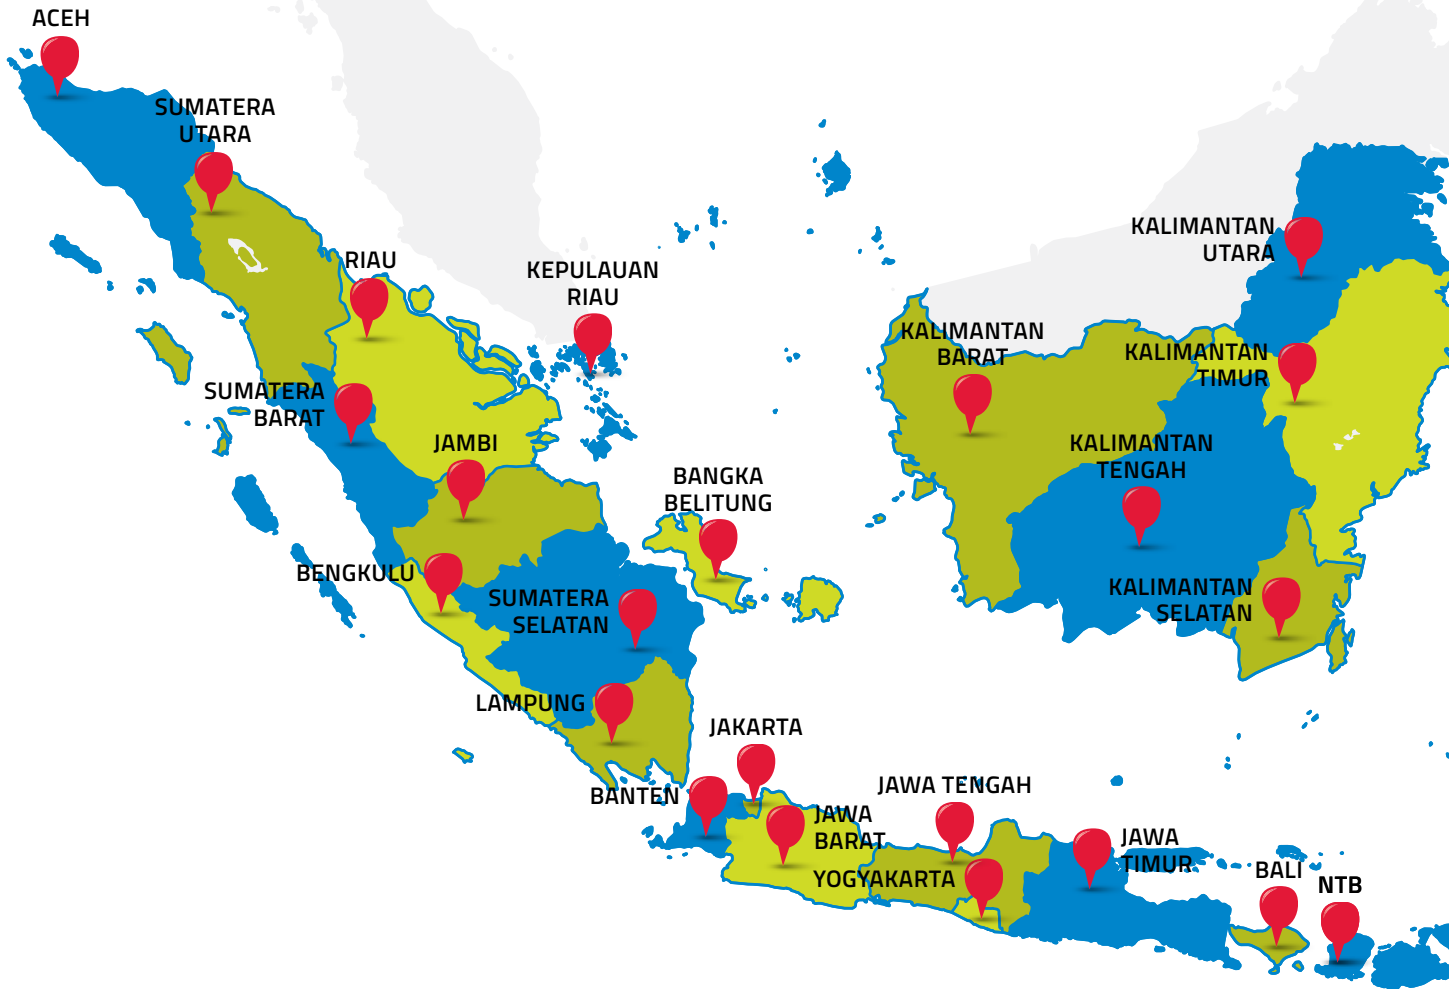 ACEH
SUMATERA
UTARA
RIAU
KEPULAUAN
RIAU
KALIMANTAN
UTARA
KALIMANTAN
BARAT
KALIMANTAN
TIMUR
SUMATERA
BARAT
JAMBI
KALIMANTAN
TENGAH
BANGKA
BELITUNG
BENGKULU
SUMATERA
SELATAN
KALIMANTAN
SELATAN
LAMPUNG
JAKARTA
BANTEN
JAWA TENGAH
JAWA
BARAT
JAWA
TIMUR
YOGYAKARTA
BALI
NTB